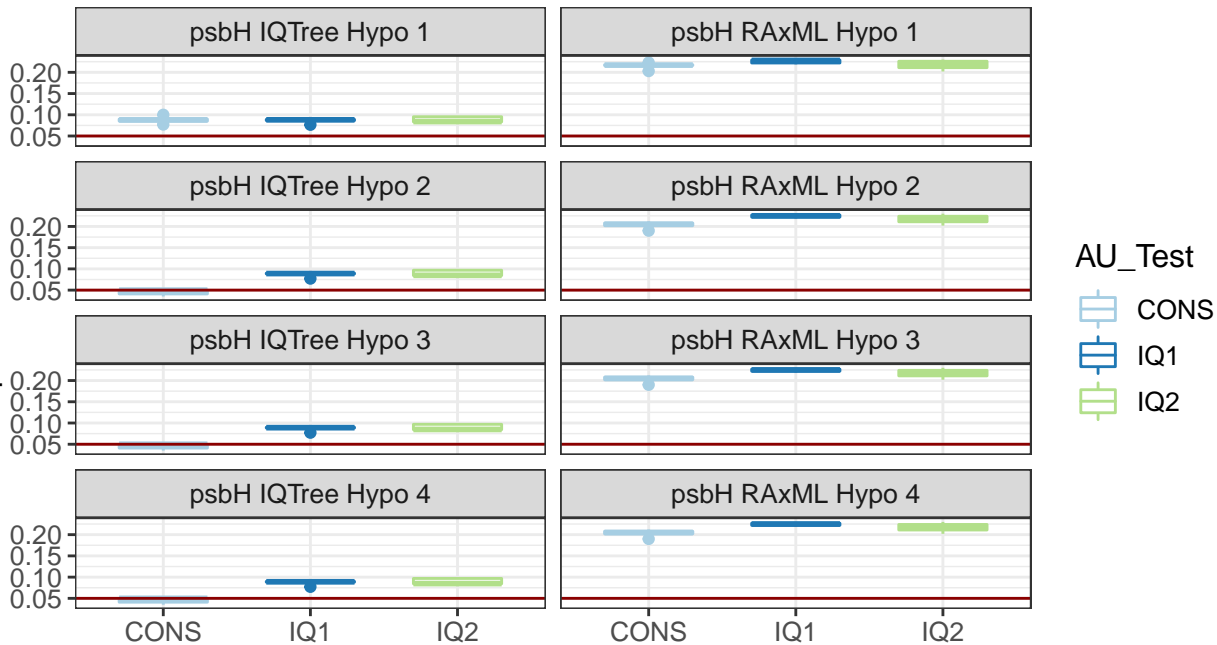 psbH IQTree Hypo 1 psbH RAxML Hypo 1
0.20
0.15
0.10
0.05
psbH IQTree Hypo 2 psbH RAxML Hypo 2
0.20
0.15
0.10
0.05
psbH IQTree Hypo 3 psbH RAxML Hypo 3
0.20
0.15
0.10
0.05
psbH IQTree Hypo 4 psbH RAxML Hypo 4
0.20
0.15
0.10
0.05
CONS IQ1 IQ2 CONS IQ1 IQ2
AU_Test
CONS
IQ1
IQ2